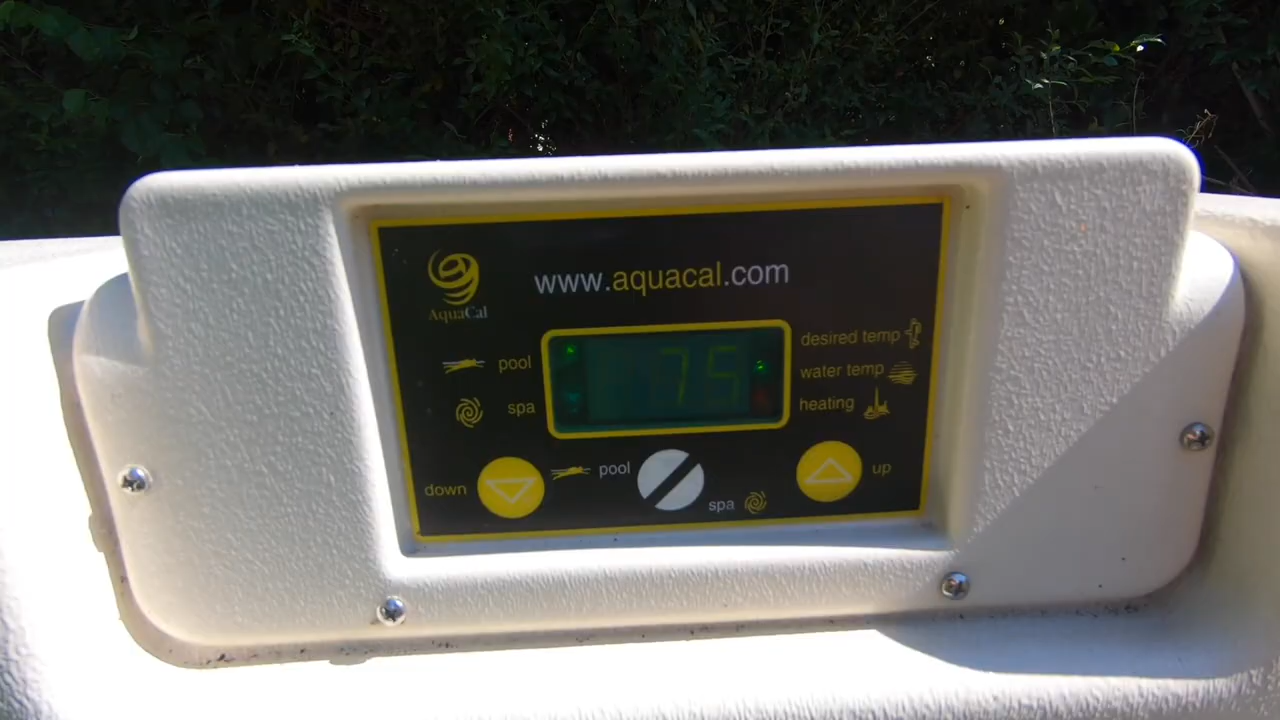 www.aquacal.com
AquaCal
desired temp
pool
water temp
75
spa
heating
down
pool
spa
up